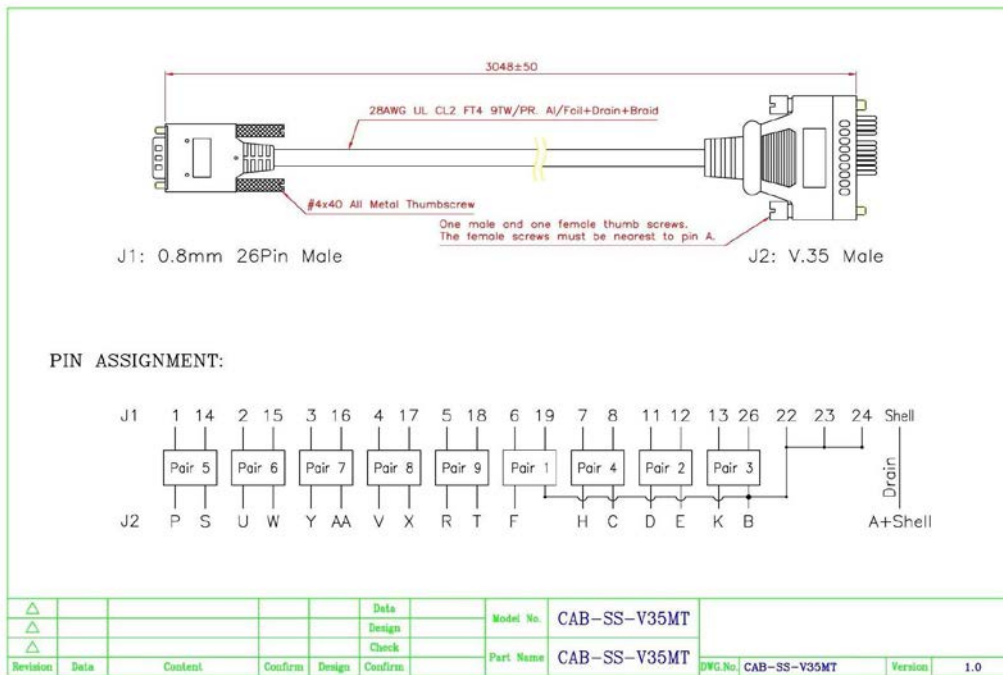 3048±50
28AWG UL CL2 FT4 9TW/PR. Al/Foil+Drain+Braid
#4x40 All Metal Thumbscrew
One male and one female thumb screws.
The female screws must be nearest to pin A.
J1: 0.8mm 26Pin Male
J2: V.35 Male
PIN ASSIGNMENT:
J1 1 14 2 15 3 16 4 17 5 18 6 19 7 8 11 12 13 26 22 23 24 Shell
Pair 5 Pair 6 Pair 7 Pair 8 Pair 9 Pair 1 Pair 4 Pair 2 Pair 3 Drain
J2 P S U W Y AA V X R T F H C D E K B A+Shell
Data
Design
Check
Revision Data Content Confirm Design Confirm
Model No. CAB-SS-V35MT
Part Name CAB-SS-V35MT
DWG.No. CAB-SS-V35MT Version 1.0